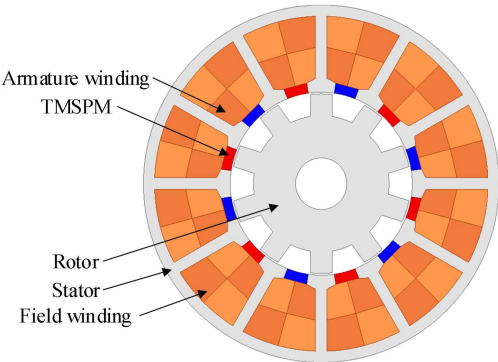 Armature winding
TMSPM
Rotor
Stator
Field winding